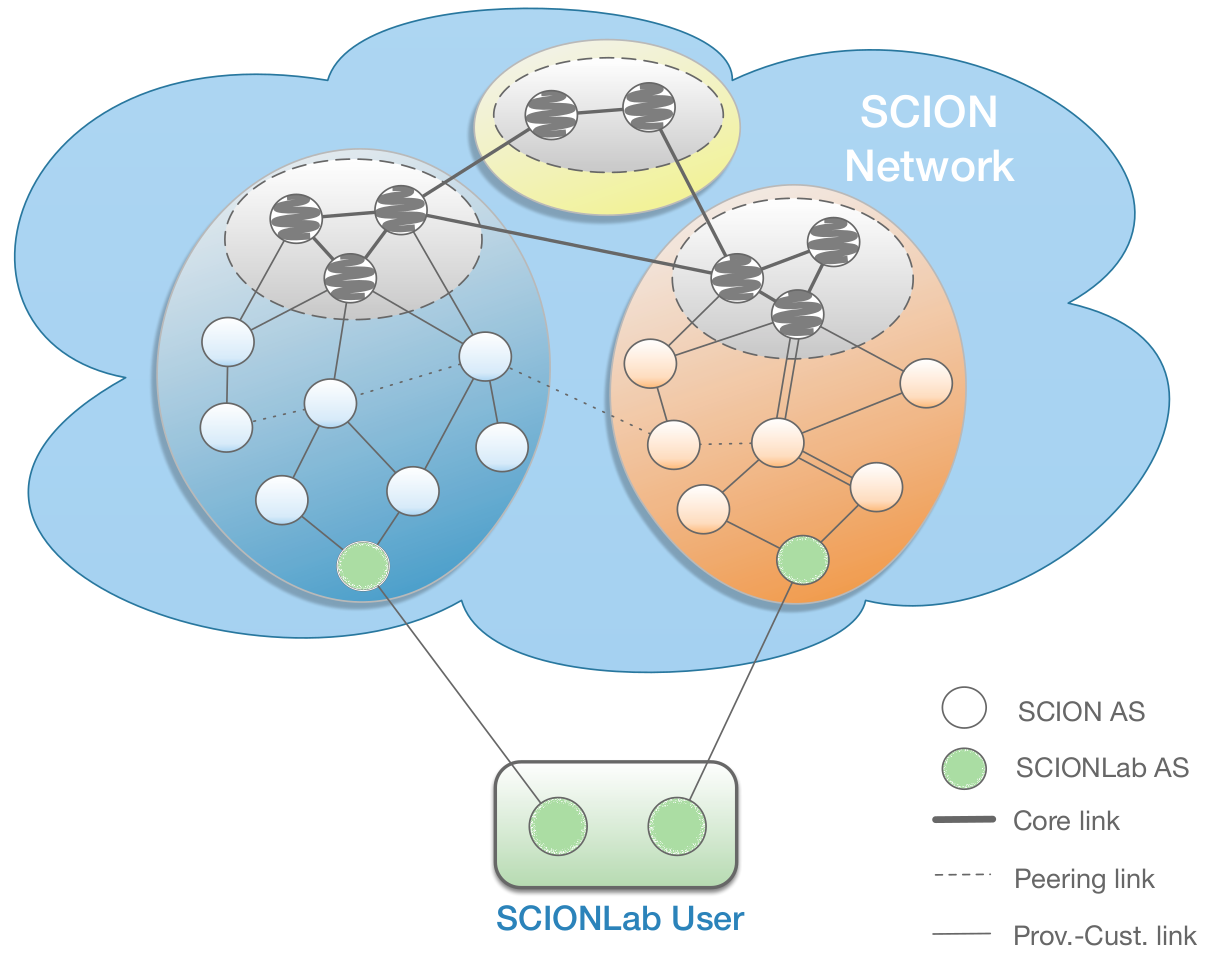 SCION
Network
SCION AS
SCIONLab AS
Core link
Peering link
Prov.-Cust. link
SCIONLab User